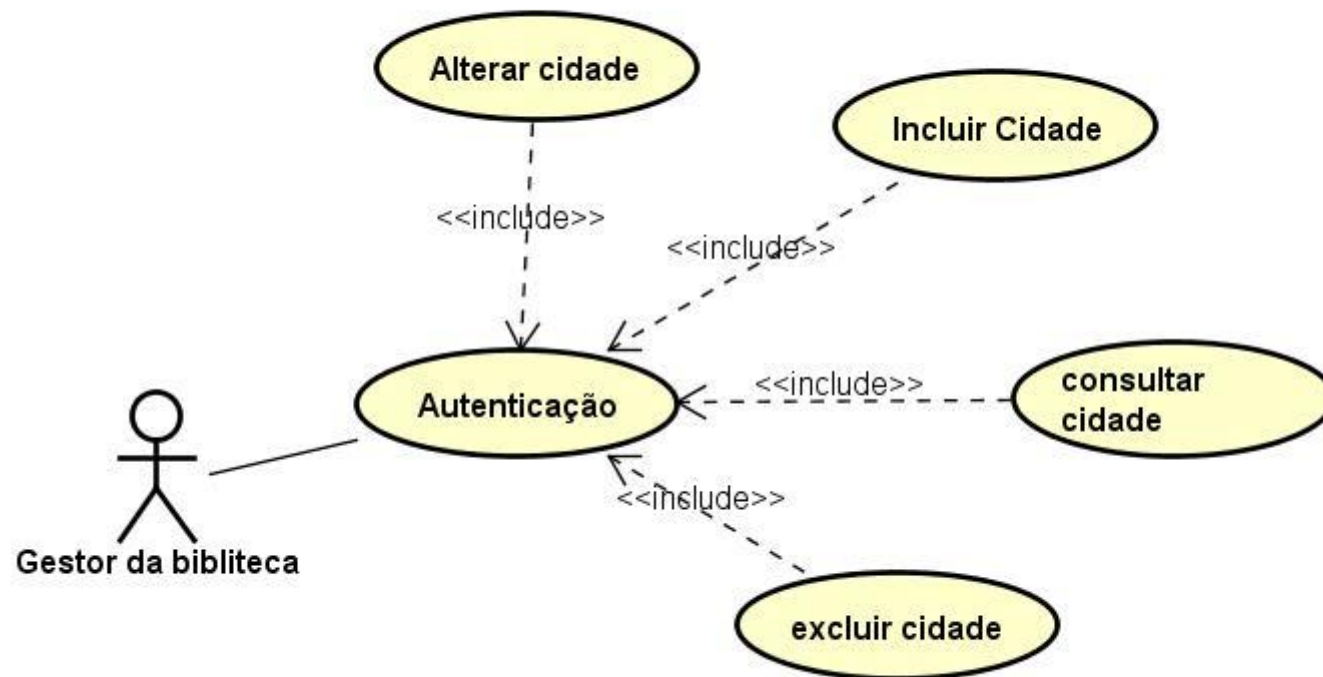 Alterar cidade
Incluir Cidade
<<include>>
<<include>>
consultar
cidade
<<include>>
Autenticação
<<include>>
Gestor da bibliteca
excluir cidade